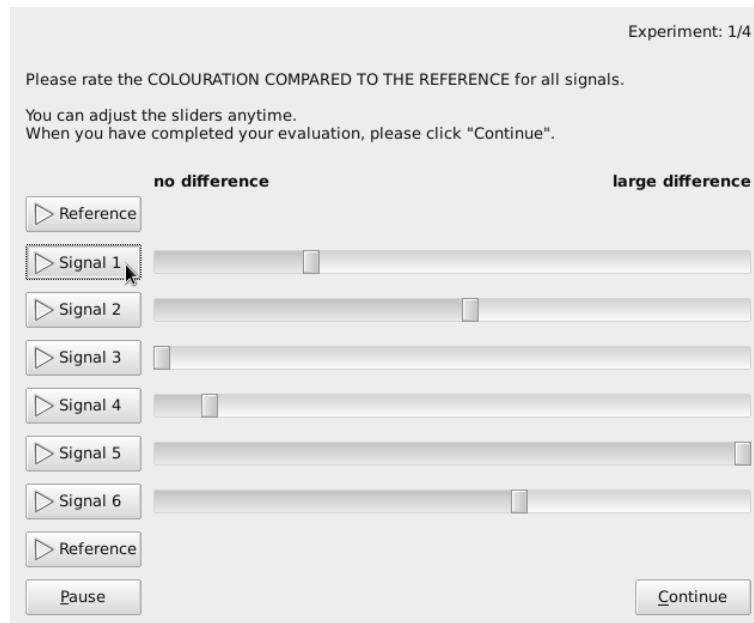 Experiment: 1/4
Please rate the COLOURATION COMPARED TO THE REFERENCE for all signals.
You can adjust the sliders anytime.
When you have completed your evaluation, please click "Continue".
no difference large difference
Reference
Signal 1
Signal 2
Signal 3
Signal 4
Signal 5
Signal 6
Reference
Pause Continue